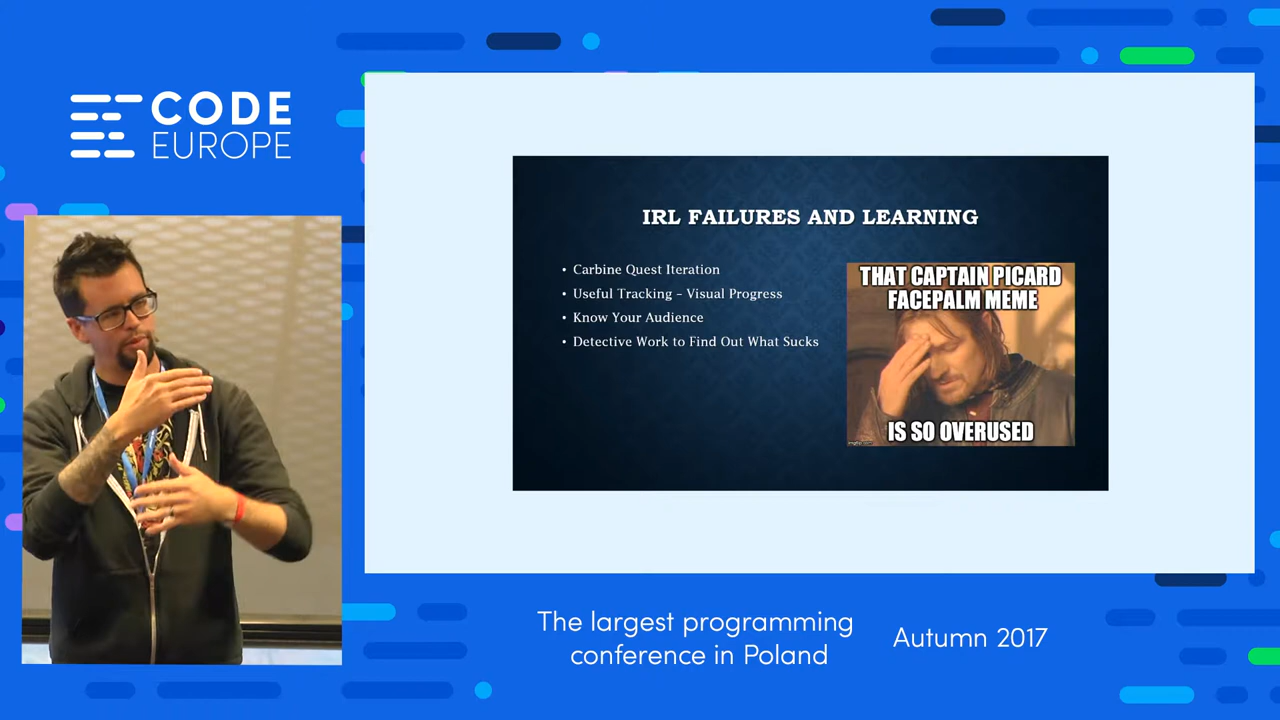 CODE
EUROPE
IRL FAILURES AND LEARNING
• Carbine Quest Iteration
• Useful Tracking – Visual Progress
• Know Your Audience
• Detective Work to Find Out What Sucks
THAT CAPTAIN PICARD
FACEPALM MEME
IS SO OVERUSED
The largest programming
conference in Poland
Autumn 2017